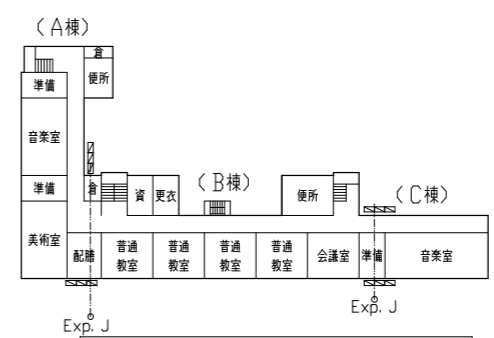 (A棟)
倉
準備
便所
音楽室
準備
倉
資
更衣
(B棟)
便所
(C棟)
美術室
配膳
普通
教室
普通
教室
普通
教室
普通
教室
会議室
準備
音楽室
Exp. J
Exp. J